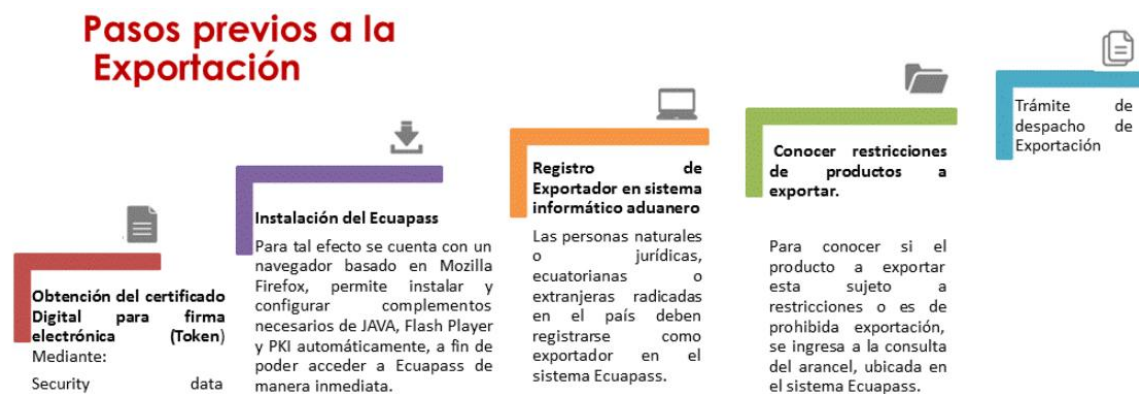 Pasos previos a la
Exportación
Obtención del certificado
Digital para firma
electrónica (Token)
Mediante:
Security data
Instalación del Ecuapass
Para tal efecto se cuenta con un
navegador basado en Mozilla
Firefox, permite instalar y
configurar complementos
necesarios de JAVA, Flash Player
y PKI automáticamente, a fin de
poder acceder a Ecuapass de
manera inmediata.
Registro de
Exportador en sistema
informático aduanero
Las personas naturales
o jurídicas,
ecuatorianas o
extranjeras radicadas
en el país deben
registrarse como
exportador en el
sistema Ecuapass.
Conocer restricciones
de productos a
exportar.
Para conocer si el
producto a exportar
esta sujeto a
restricciones o es de
prohibida exportación,
se ingresa a la consulta
del arancel, ubicada en
el sistema Ecuapass.
Trámite de
despacho de
Exportación